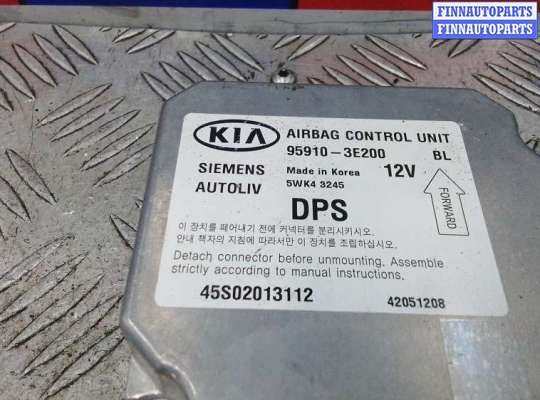 FINNAUTOPARTS
FINNAUTOPARTS
KIA AIRBAG CONTROL UNIT
95910-3E200 BL
SIEMENS Made in Korea 12V
AUTOLIV 5WK4 3245
FORWARD
DPS
이 장치를 떼어내기 전에 커넥터를 분리시키시오.
안내 책자의 지침에 따라서만 이 장치를 조립하십시오.
Detach connector before unmounting. Assemble
strictly according to manual instructions.
45S02013112 42051208